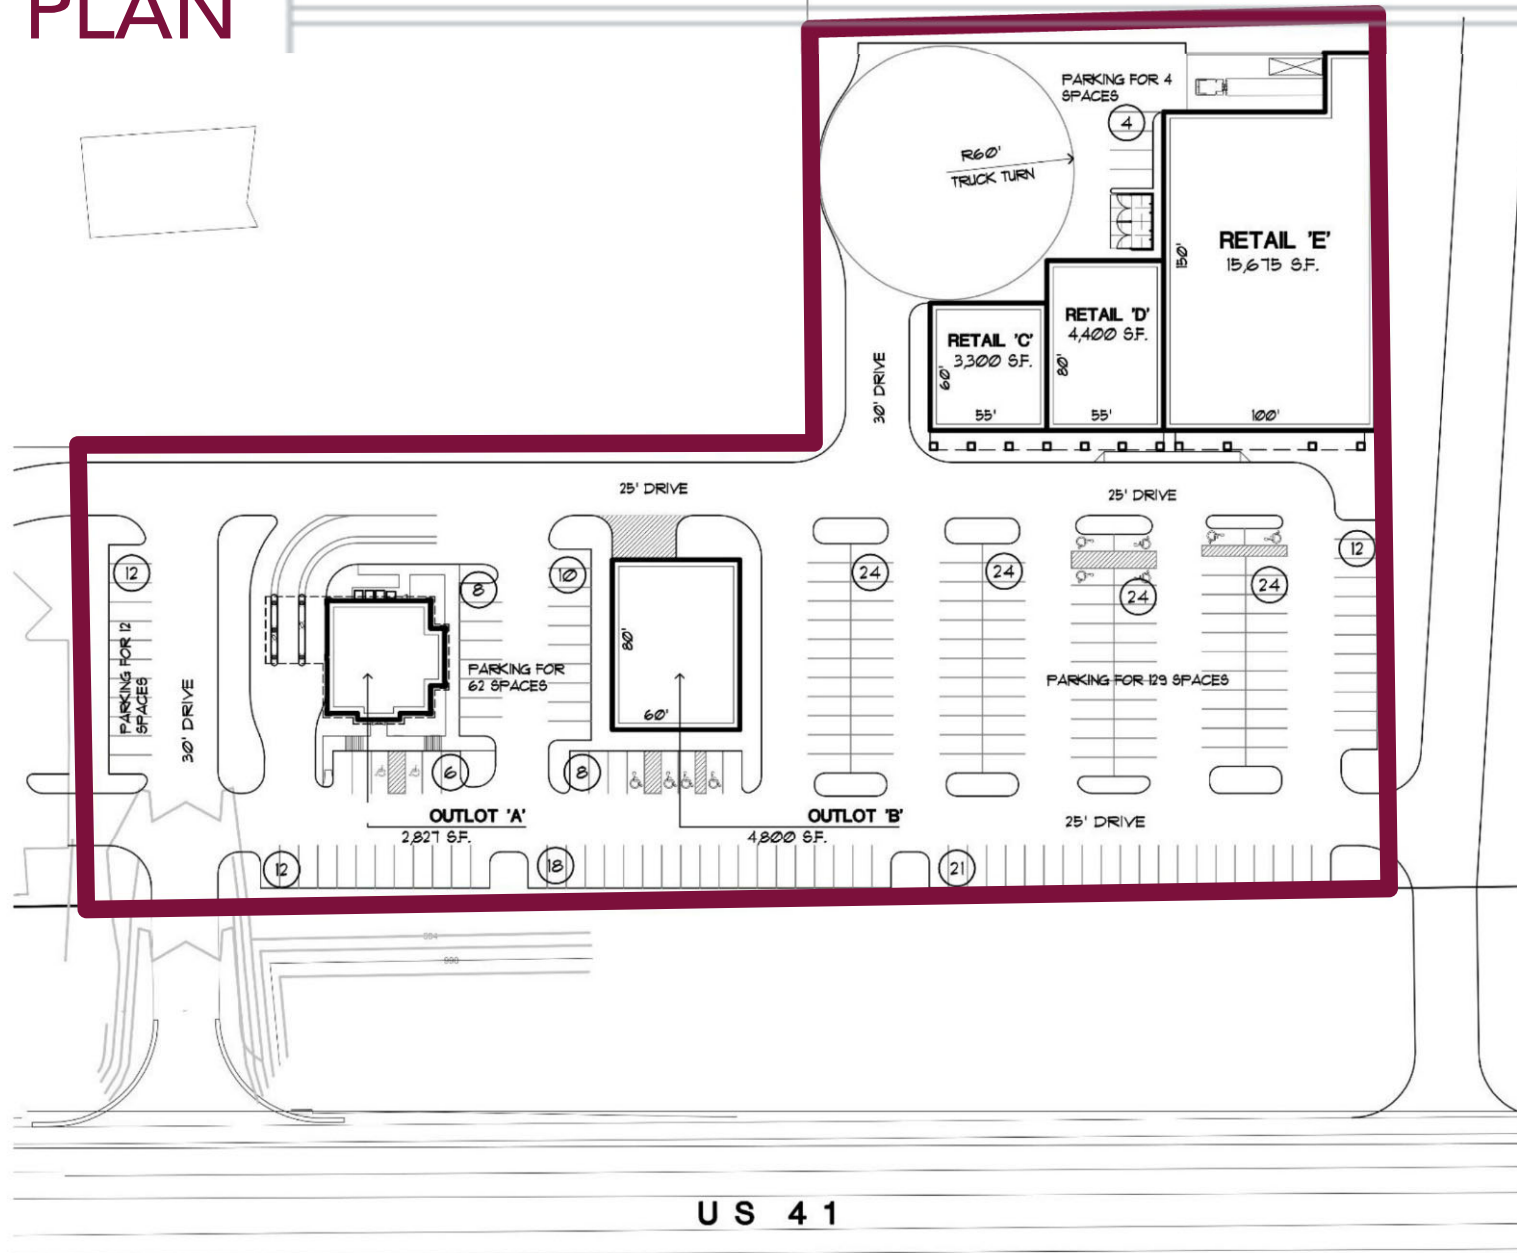 PLAN
PARKING FOR 4
SPACES
4
R60'
TRUCK TURN
RETAIL 'E'
15,675 S.F.
150'
100'
RETAIL 'D'
4,400 S.F.
80'
55'
RETAIL 'C'
3,300 S.F.
60'
55'
30' DRIVE
25' DRIVE
25' DRIVE
12
8
10
24
24
24
24
12
PARKING FOR 12
SPACES
30' DRIVE
PARKING FOR
62 SPACES
80'
60'
PARKING FOR 129 SPACES
6
8
OUTLOT 'A'
2,827 S.F.
OUTLOT 'B'
4,800 S.F.
25' DRIVE
12
18
21
US 41